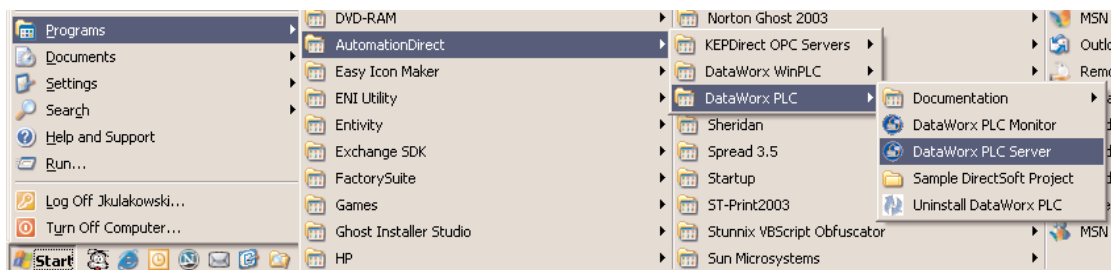 Programs
Documents
Settings
Search
Help and Support
Run...
Log Off Jkulakowski...
Turn Off Computer...
Start
DVD-RAM
AutomationDirect
Easy Icon Maker
ENI Utility
Entivity
Exchange SDK
FactorySuite
Games
Ghost Installer Studio
HP
Norton Ghost 2003
KEPDirect OPC Servers
DataWorx WinPLC
DataWorx PLC
Sheridan
Spread 3.5
Startup
ST-Print2003
Stunnix VBScript Obfuscator
Sun Microsystems
Documentation
DataWorx PLC Monitor
DataWorx PLC Server
Sample DirectSoft Project
Uninstall DataWorx PLC
MSN
MSN